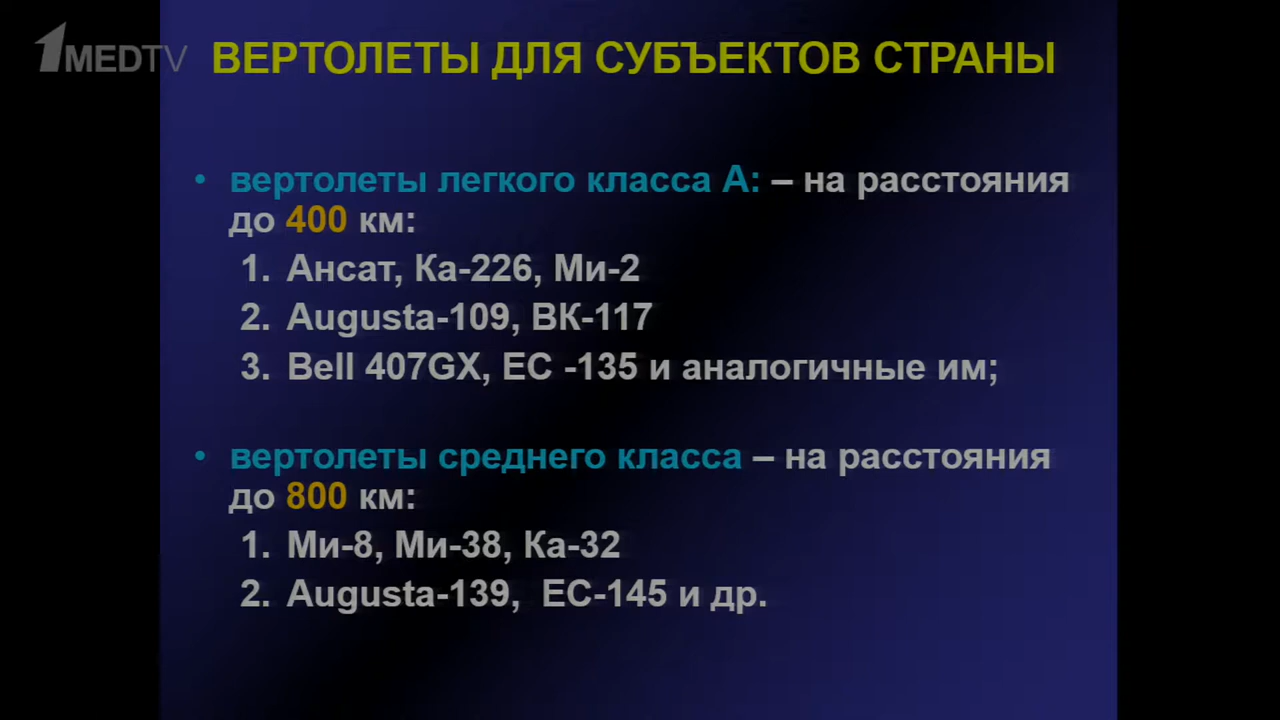 1MEDTV
ВЕРТОЛЕТЫ ДЛЯ СУБЪЕКТОВ СТРАНЫ
• вертолеты легкого класса А: – на расстояния
до 400 км:
1. Ансат, Ка-226, Ми-2
2. Augusta-109, ВК-117
3. Bell 407GX, ЕС -135 и аналогичные им;
• вертолеты среднего класса – на расстояния
до 800 км:
1. Ми-8, Ми-38, Ка-32
2. Augusta-139, ЕС-145 и др.